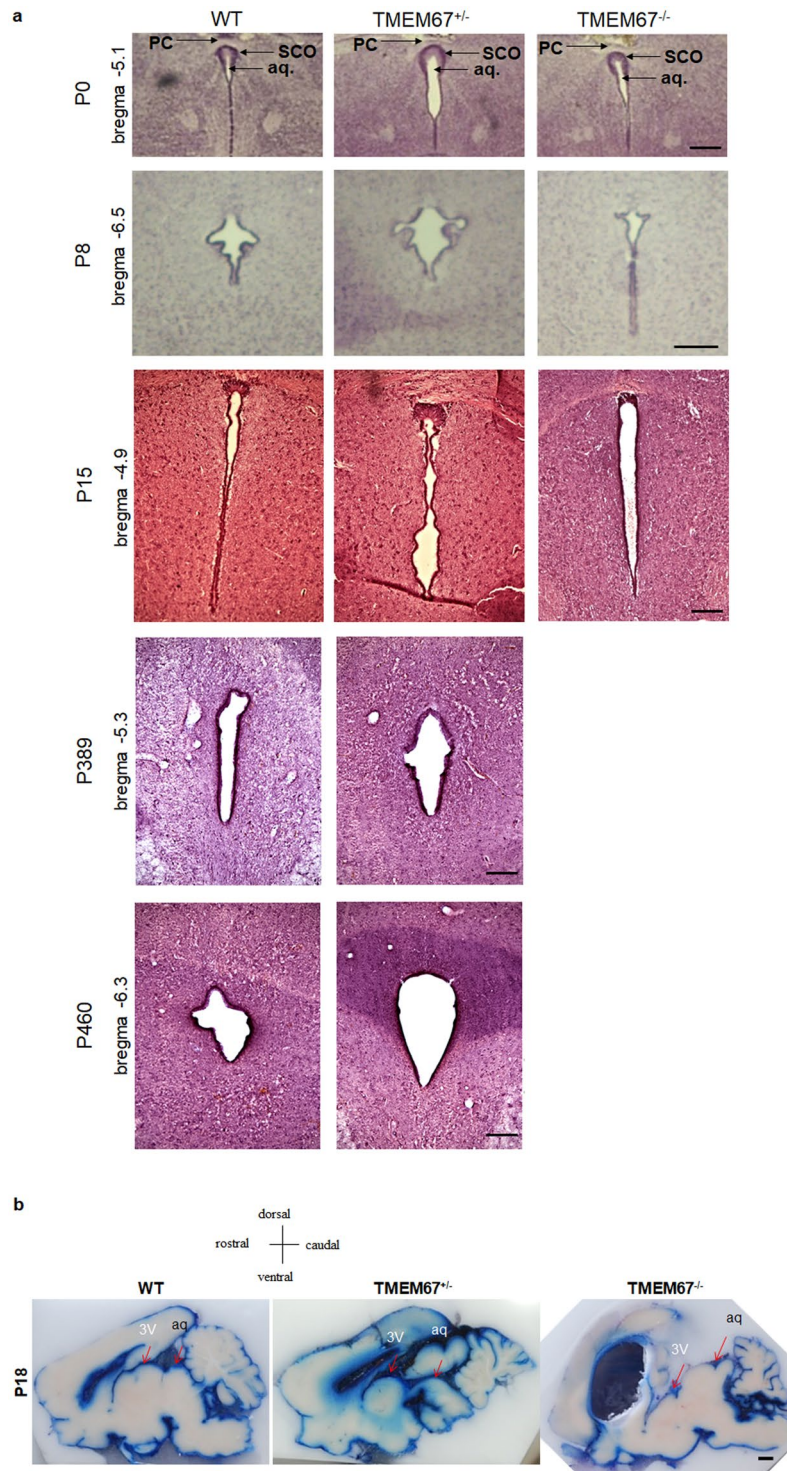 a
WT TMEM67+/- TMEM67-/-
P0
bregma -5.1
PC SCO aq.
PC SCO aq.
PC SCO aq.
P8
bregma -6.5
P15
bregma -4.9
P389
bregma -5.3
P460
bregma -6.3
b
dorsal
rostral caudal
ventral
WT TMEM67+/- TMEM67-/-
P18
3V aq 3V aq 3V aq